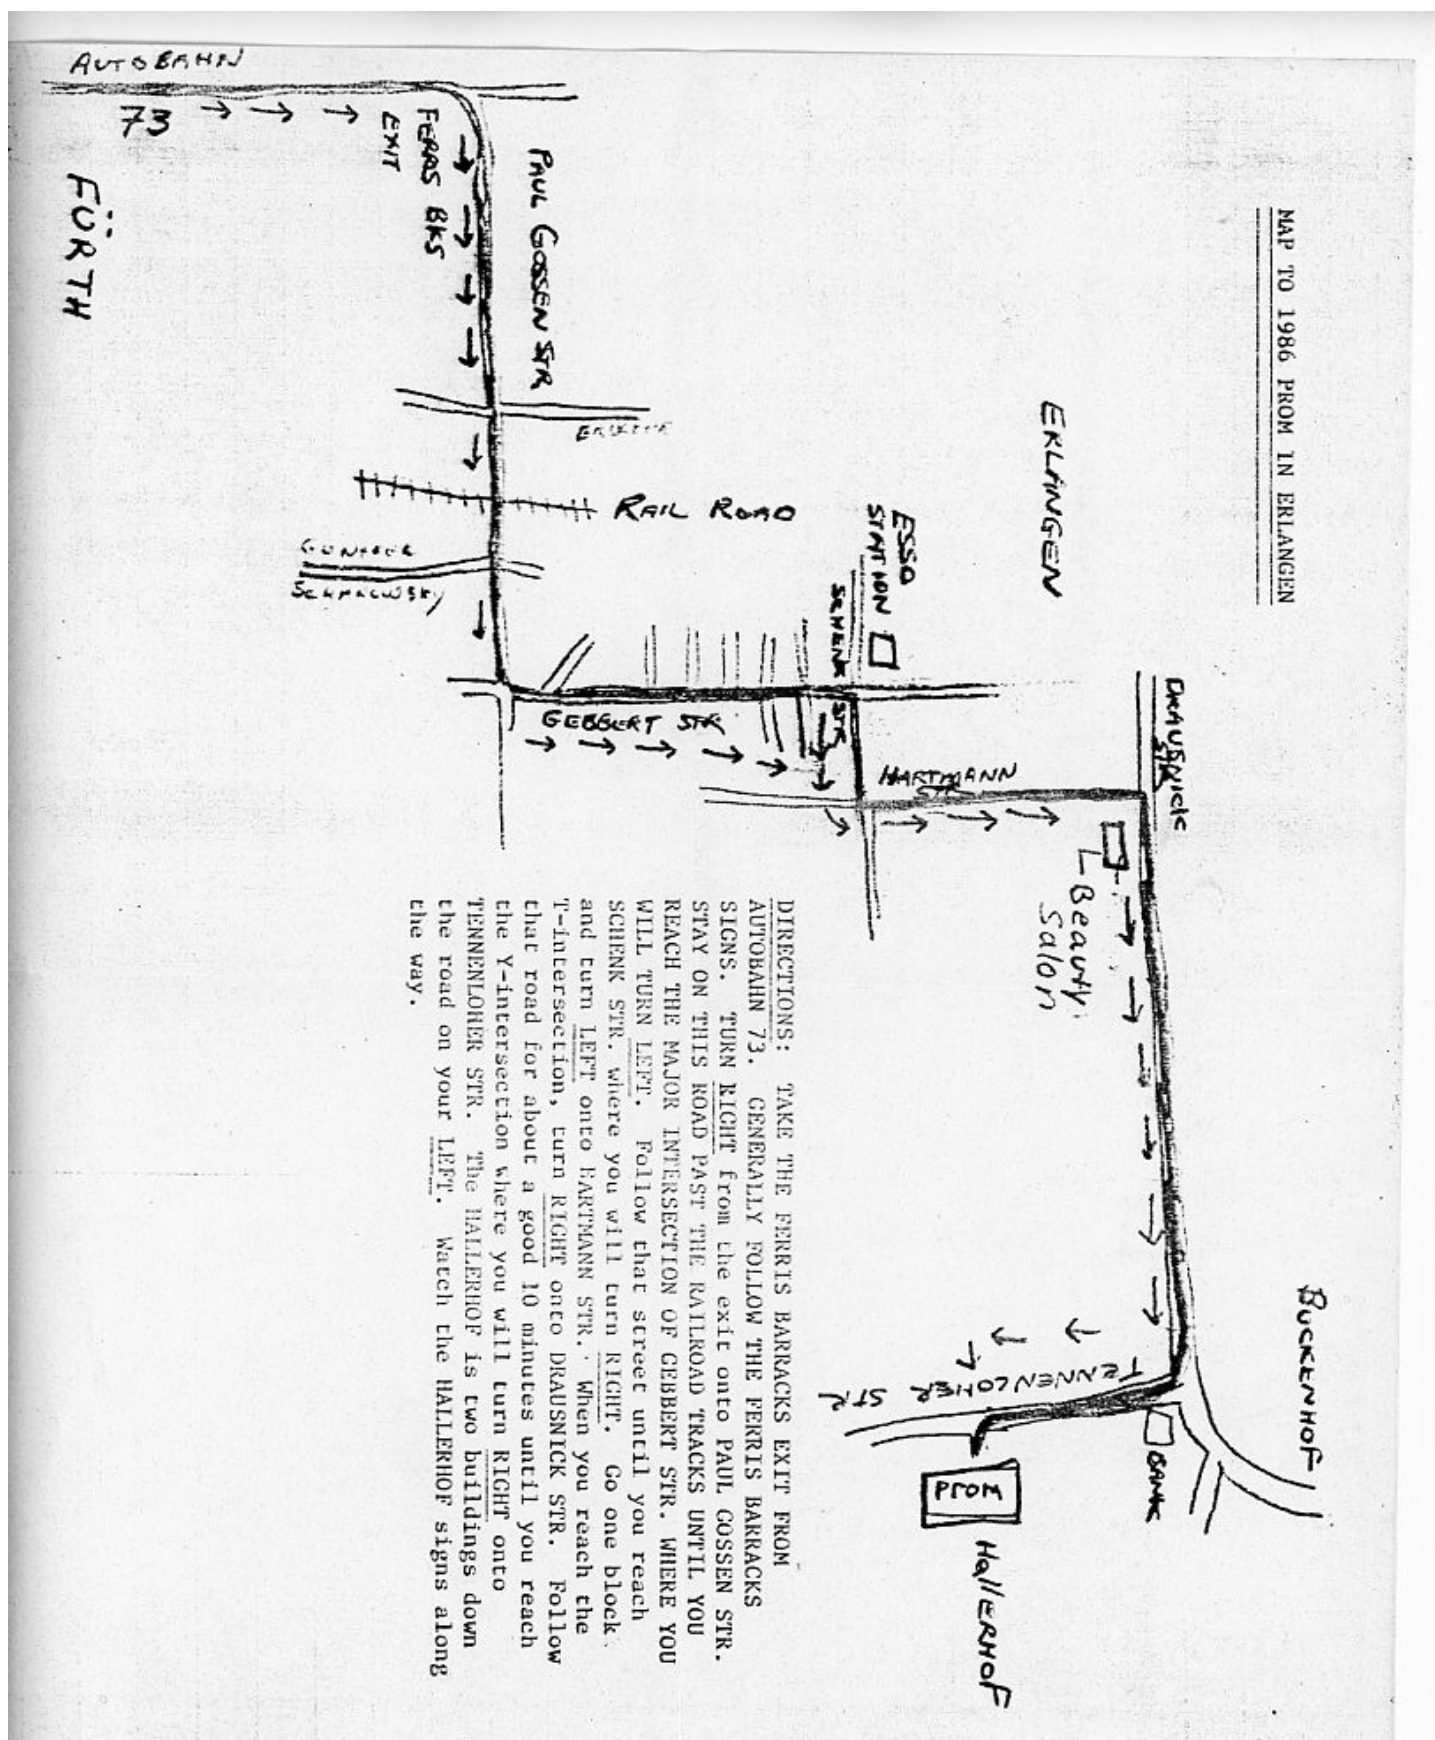 MAP TO 1986 PROM IN ERLANGEN
AUTOBAHN
73
FERRS BKS
EXIT
FÜRTH
PAUL GOSSEN STR
RAIL ROAD
ERLANGEN
ESSO
STATION
SCHENK STR
GEBBERT STR
HARTMANN
STR
DRAUSNICK
STR
Beauty
Salon
BUCKENHOF
TENNENLOHER
STR
BANK
PROM
HallERHOF
DIRECTIONS: TAKE THE FERRIS BARRACKS EXIT FROM
AUTOBAHN 73. GENERALLY FOLLOW THE FERRIS BARRACKS
SIGNS. TURN RIGHT from the exit onto PAUL GOSSEN STR.
STAY ON THIS ROAD PAST THE RAILROAD TRACKS UNTIL YOU
REACH THE MAJOR INTERSECTION OF GEBBERT STR. WHERE YOU
WILL TURN LEFT. Follow that street until you reach
SCHENK STR. where you will turn RIGHT. Go one block
and turn LEFT onto HARTMANN STR. When you reach the
T-intersection, turn RIGHT onto DRAUSNICK STR. Follow
that road for about a good 10 minutes until you reach
the Y-intersection where you will turn RIGHT onto
TENNENLOHER STR. The HALLERHOF is two buildings down
the road on your LEFT. Watch the HALLERHOF signs along
the way.